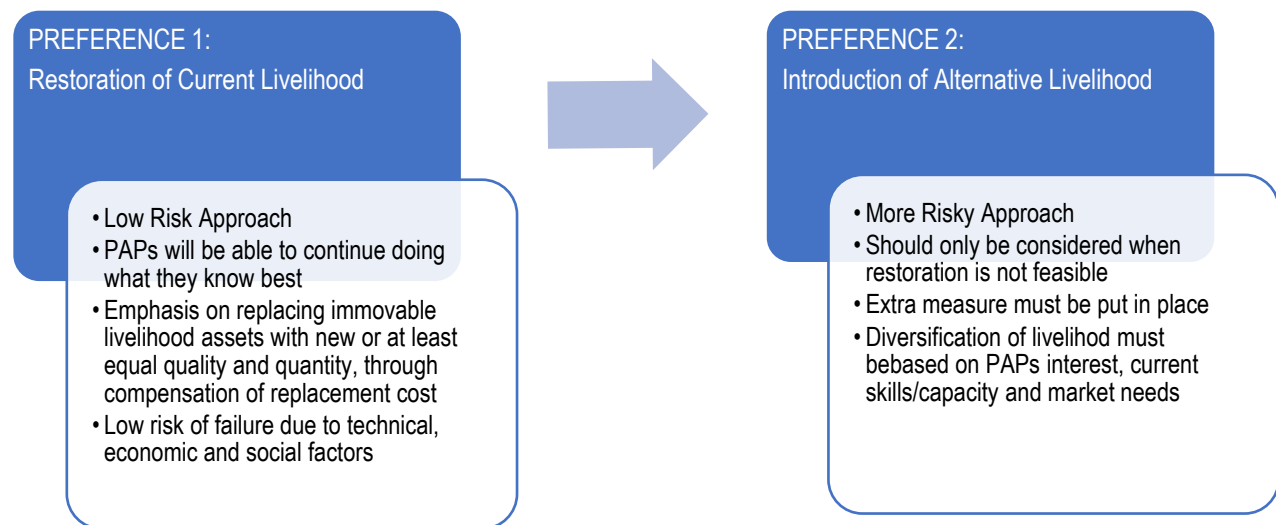 PREFERENCE 1:
Restoration of Current Livelihood
• Low Risk Approach
• PAPs will be able to continue doing
what they know best
• Emphasis on replacing immovable
livelihood assets with new or at least
equal quality and quantity, through
compensation of replacement cost
• Low risk of failure due to technical,
economic and social factors
PREFERENCE 2:
Introduction of Alternative Livelihood
• More Risky Approach
• Should only be considered when
restoration is not feasible
• Extra measure must be put in place
• Diversification of livelihod must
bebased on PAPs interest, current
skills/capacity and market needs